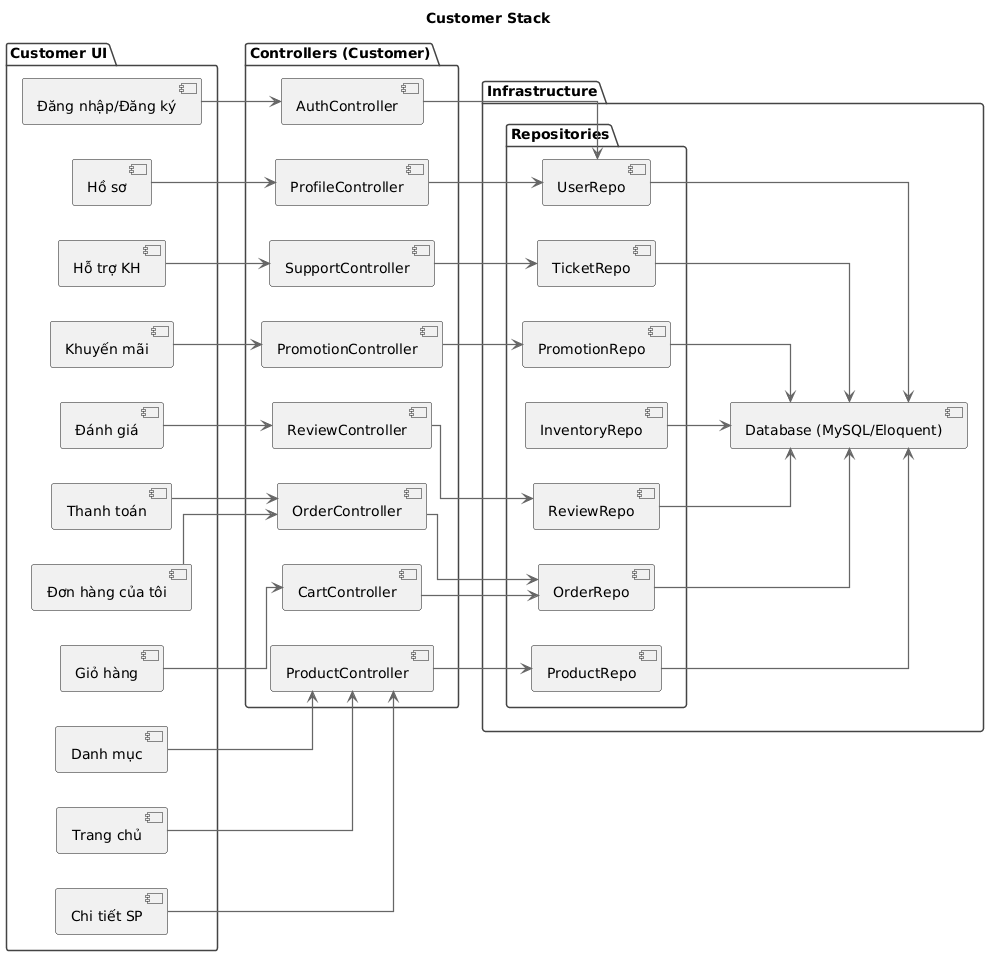 Customer Stack
Customer UI
Đăng nhập/Đăng ký
Hồ sơ
Hỗ trợ KH
Khuyến mãi
Đánh giá
Thanh toán
Đơn hàng của tôi
Giỏ hàng
Danh mục
Trang chủ
Chi tiết SP
Controllers (Customer)
AuthController
ProfileController
SupportController
PromotionController
ReviewController
OrderController
CartController
ProductController
Infrastructure
Repositories
UserRepo
TicketRepo
PromotionRepo
InventoryRepo
ReviewRepo
OrderRepo
ProductRepo
Database (MySQL/Eloquent)